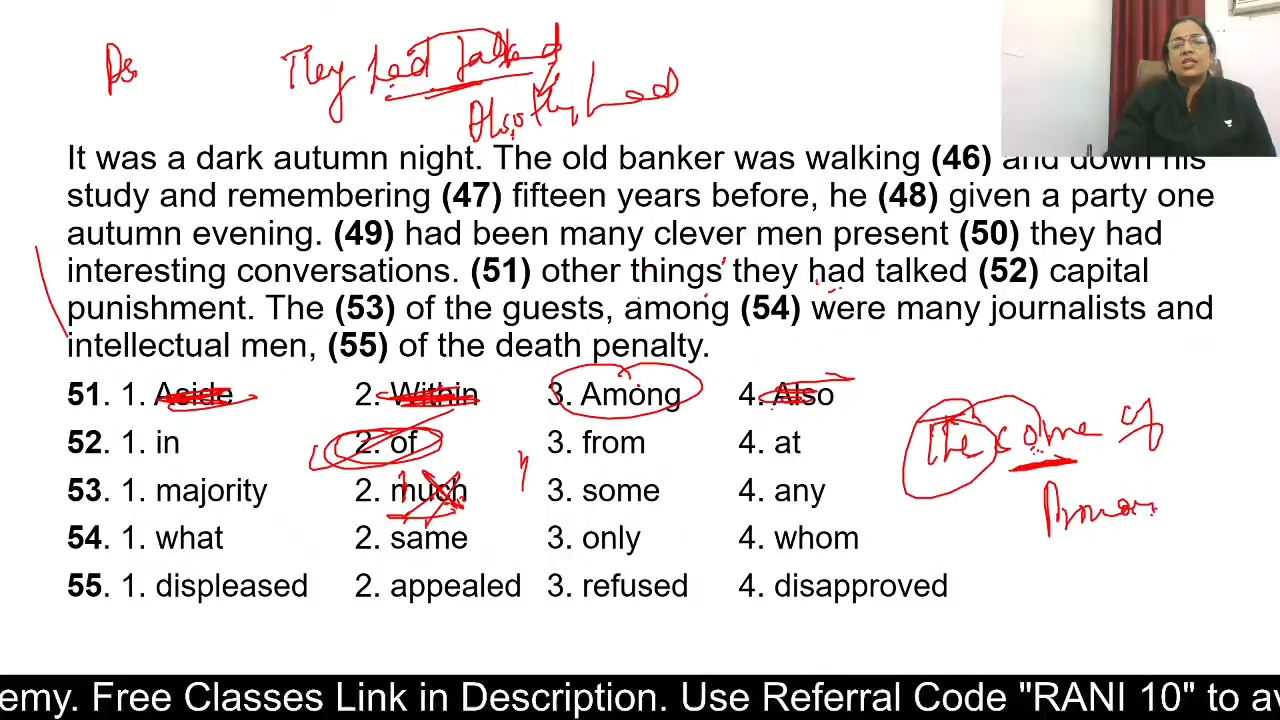 They had talked
Also they had
It was a dark autumn night. The old banker was walking (46) and down his
study and remembering (47) fifteen years before, he (48) given a party one
autumn evening. (49) had been many clever men present (50) they had
interesting conversations. (51) other things they had talked (52) capital
punishment. The (53) of the guests, among (54) were many journalists and
intellectual men, (55) of the death penalty.
51. 1. Aside 2. Within 3. Among 4. Also
52. 1. in 2. of 3. from 4. at
53. 1. majority 2. much 3. some 4. any
54. 1. what 2. same 3. only 4. whom
55. 1. displeased 2. appealed 3. refused 4. disapproved
The some of
emy. Free Classes Link in Description. Use Referral Code "RANI 10" to av